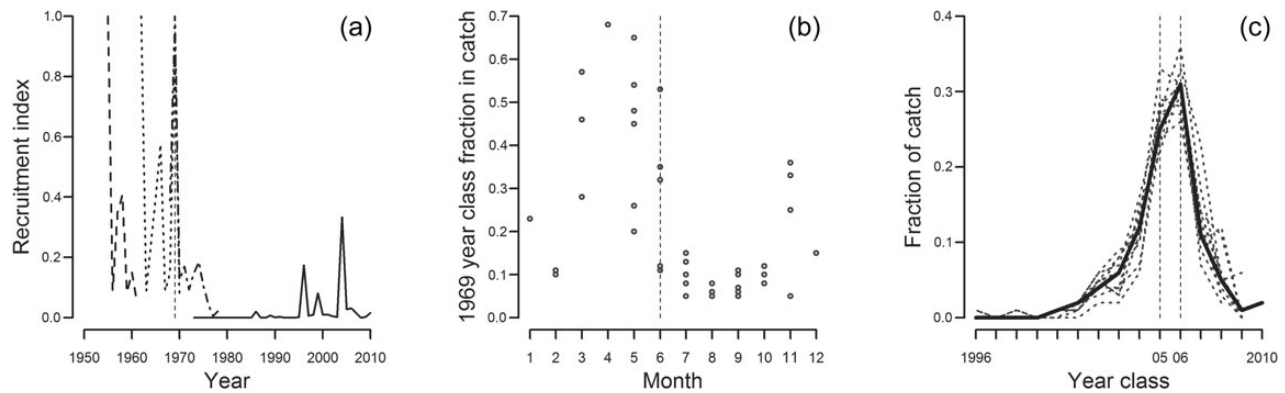 (a)
Recruitment index
1.0
0.8
0.6
0.4
0.2
0.0
1950 1960 1970 1980 1990 2000 2010
Year
(b)
1969 year class fraction in catch
0.7
0.6
0.5
0.4
0.3
0.2
0.1
0.0
1 2 3 4 5 6 7 8 9 10 11 12
Month
(c)
Fraction of catch
0.4
0.3
0.2
0.1
0.0
1996 05 06 2010
Year class